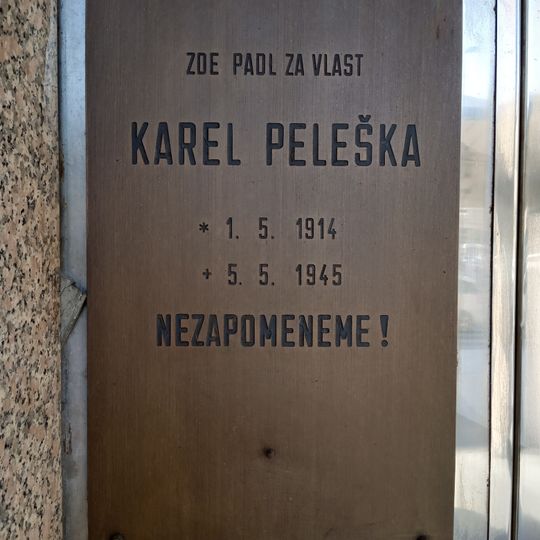 ZDE PADL ZA VLAST
KAREL PELEŠKA
* 1. 5. 1914
+ 5. 5. 1945
NEZAPOMENEME!